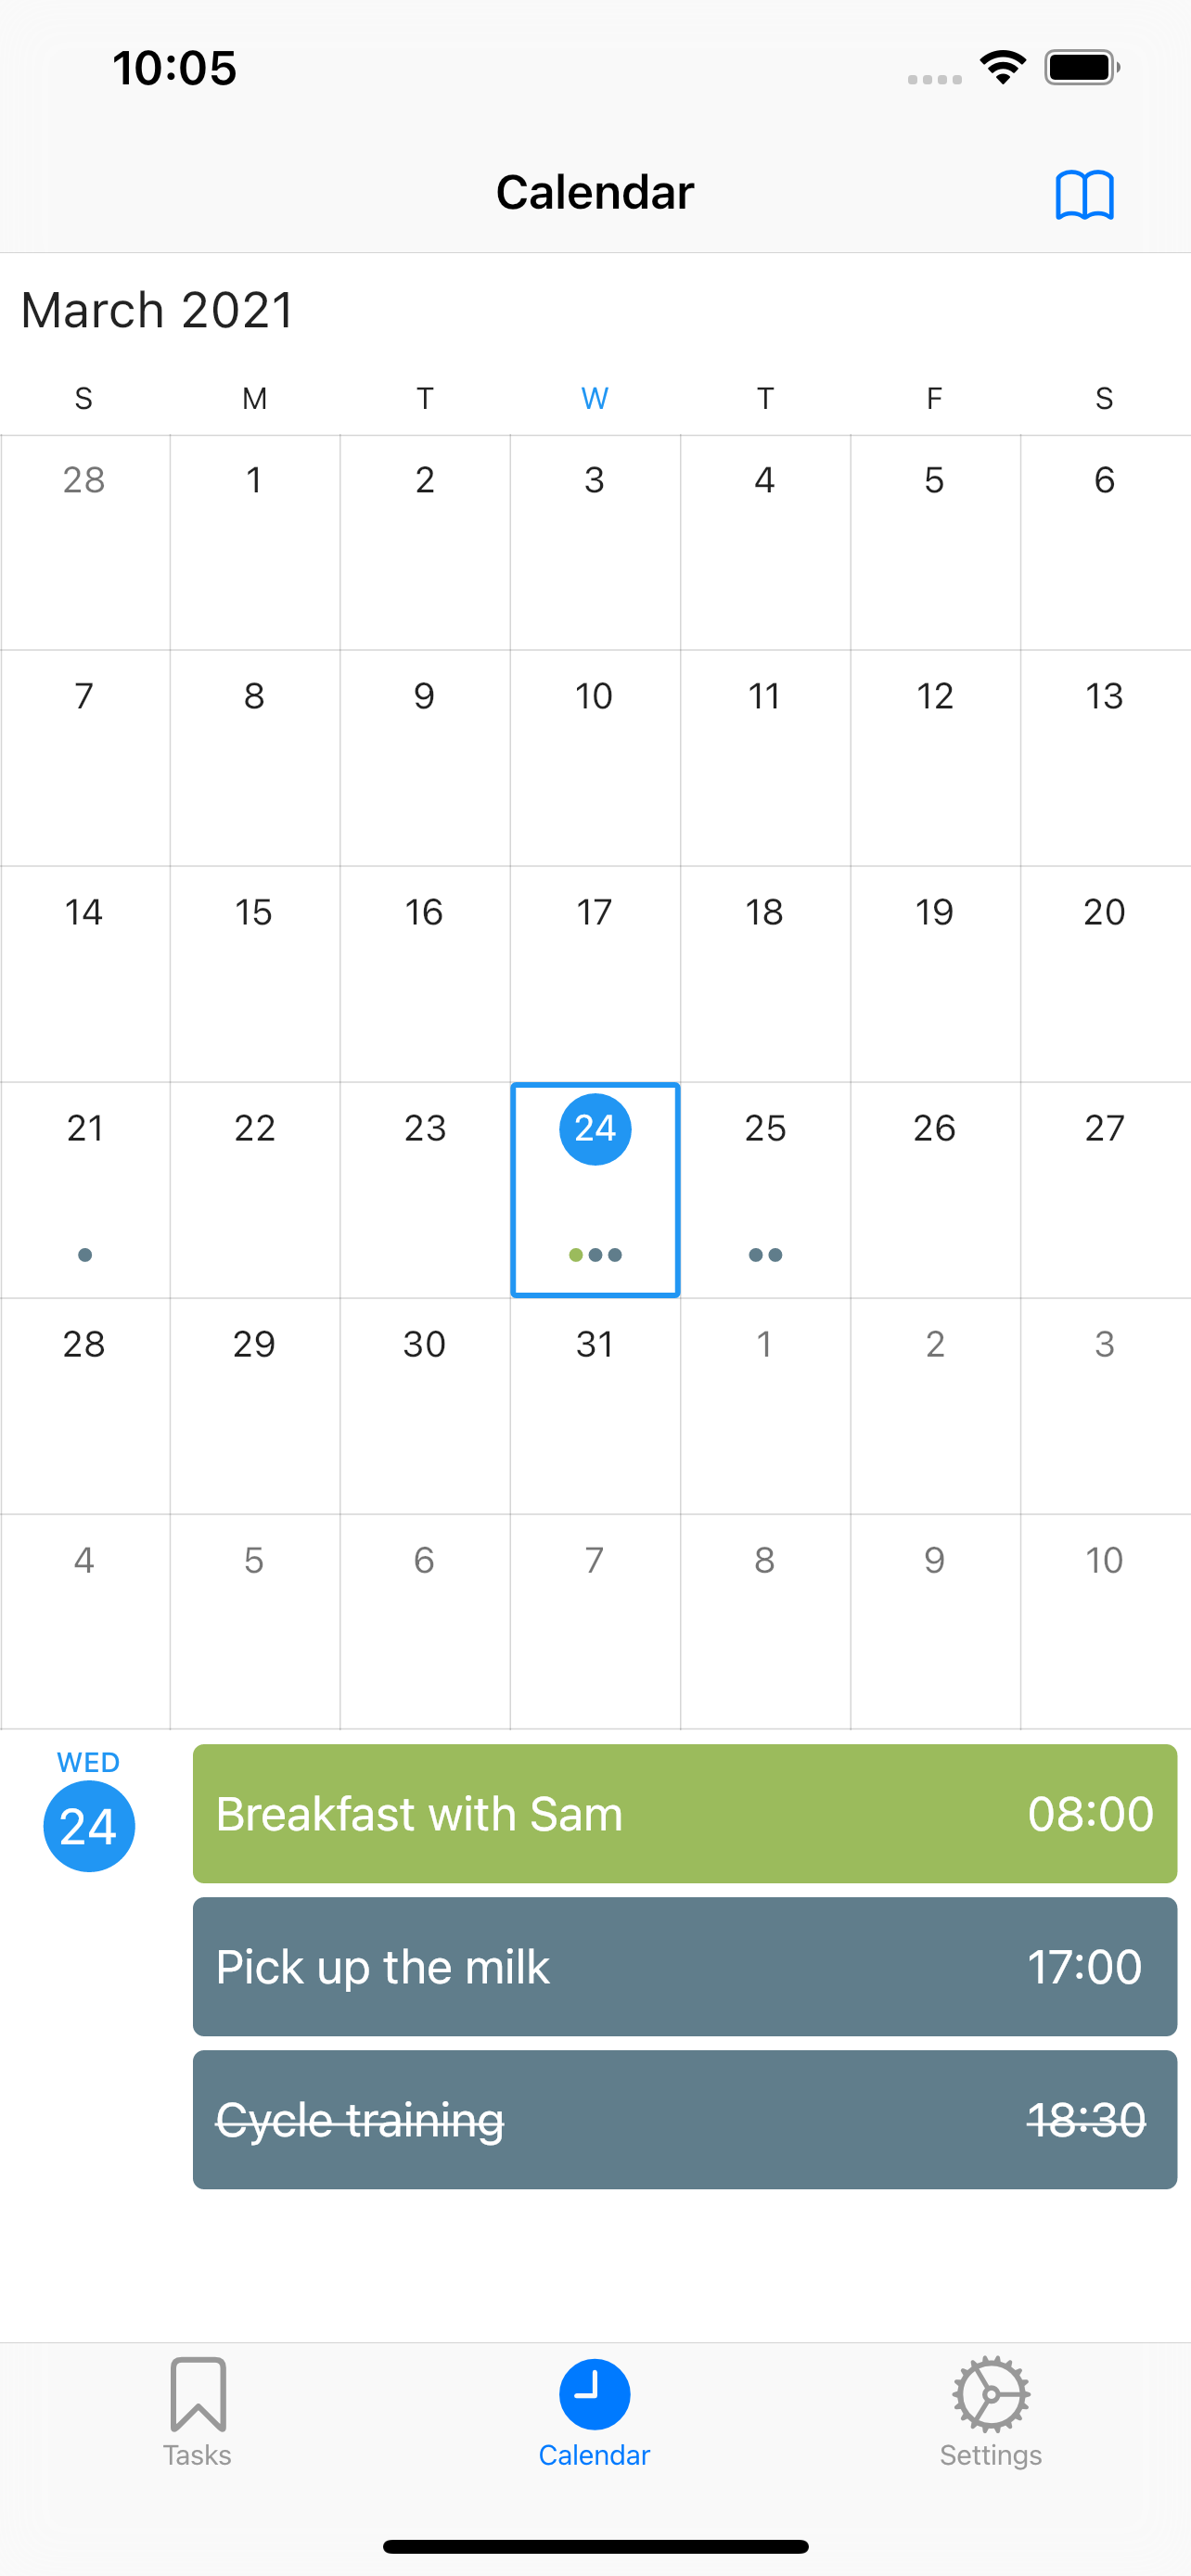 10:05
Calendar
March 2021
S M T W T F S
28 1 2 3 4 5 6
7 8 9 10 11 12 13
14 15 16 17 18 19 20
21 22 23 24 25 26 27
28 29 30 31 1 2 3
4 5 6 7 8 9 10
WED
24
Breakfast with Sam 08:00
Pick up the milk 17:00
Cycle training 18:30
Tasks Calendar Settings